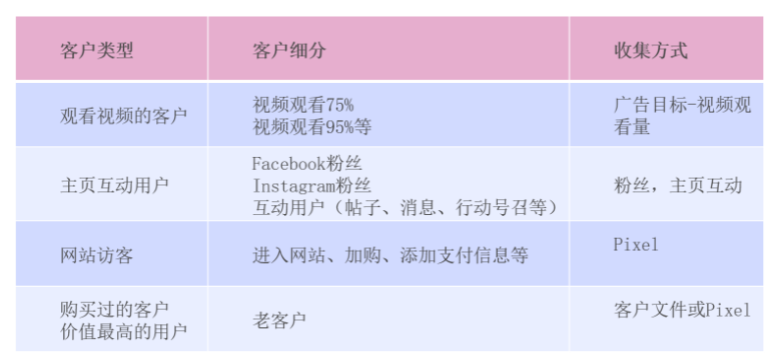 客户类型
客户细分
收集方式
观看视频的客户
视频观看75%
视频观看95%等
广告目标-视频观
看量
主页互动用户
Facebook粉丝
Instagram粉丝
互动用户（帖子、消息、行动号召等）
粉丝，主页互动
网站访客
进入网站、加购、添加支付信息等
Pixel
购买过的客户
价值最高的用户
老客户
客户文件或Pixel